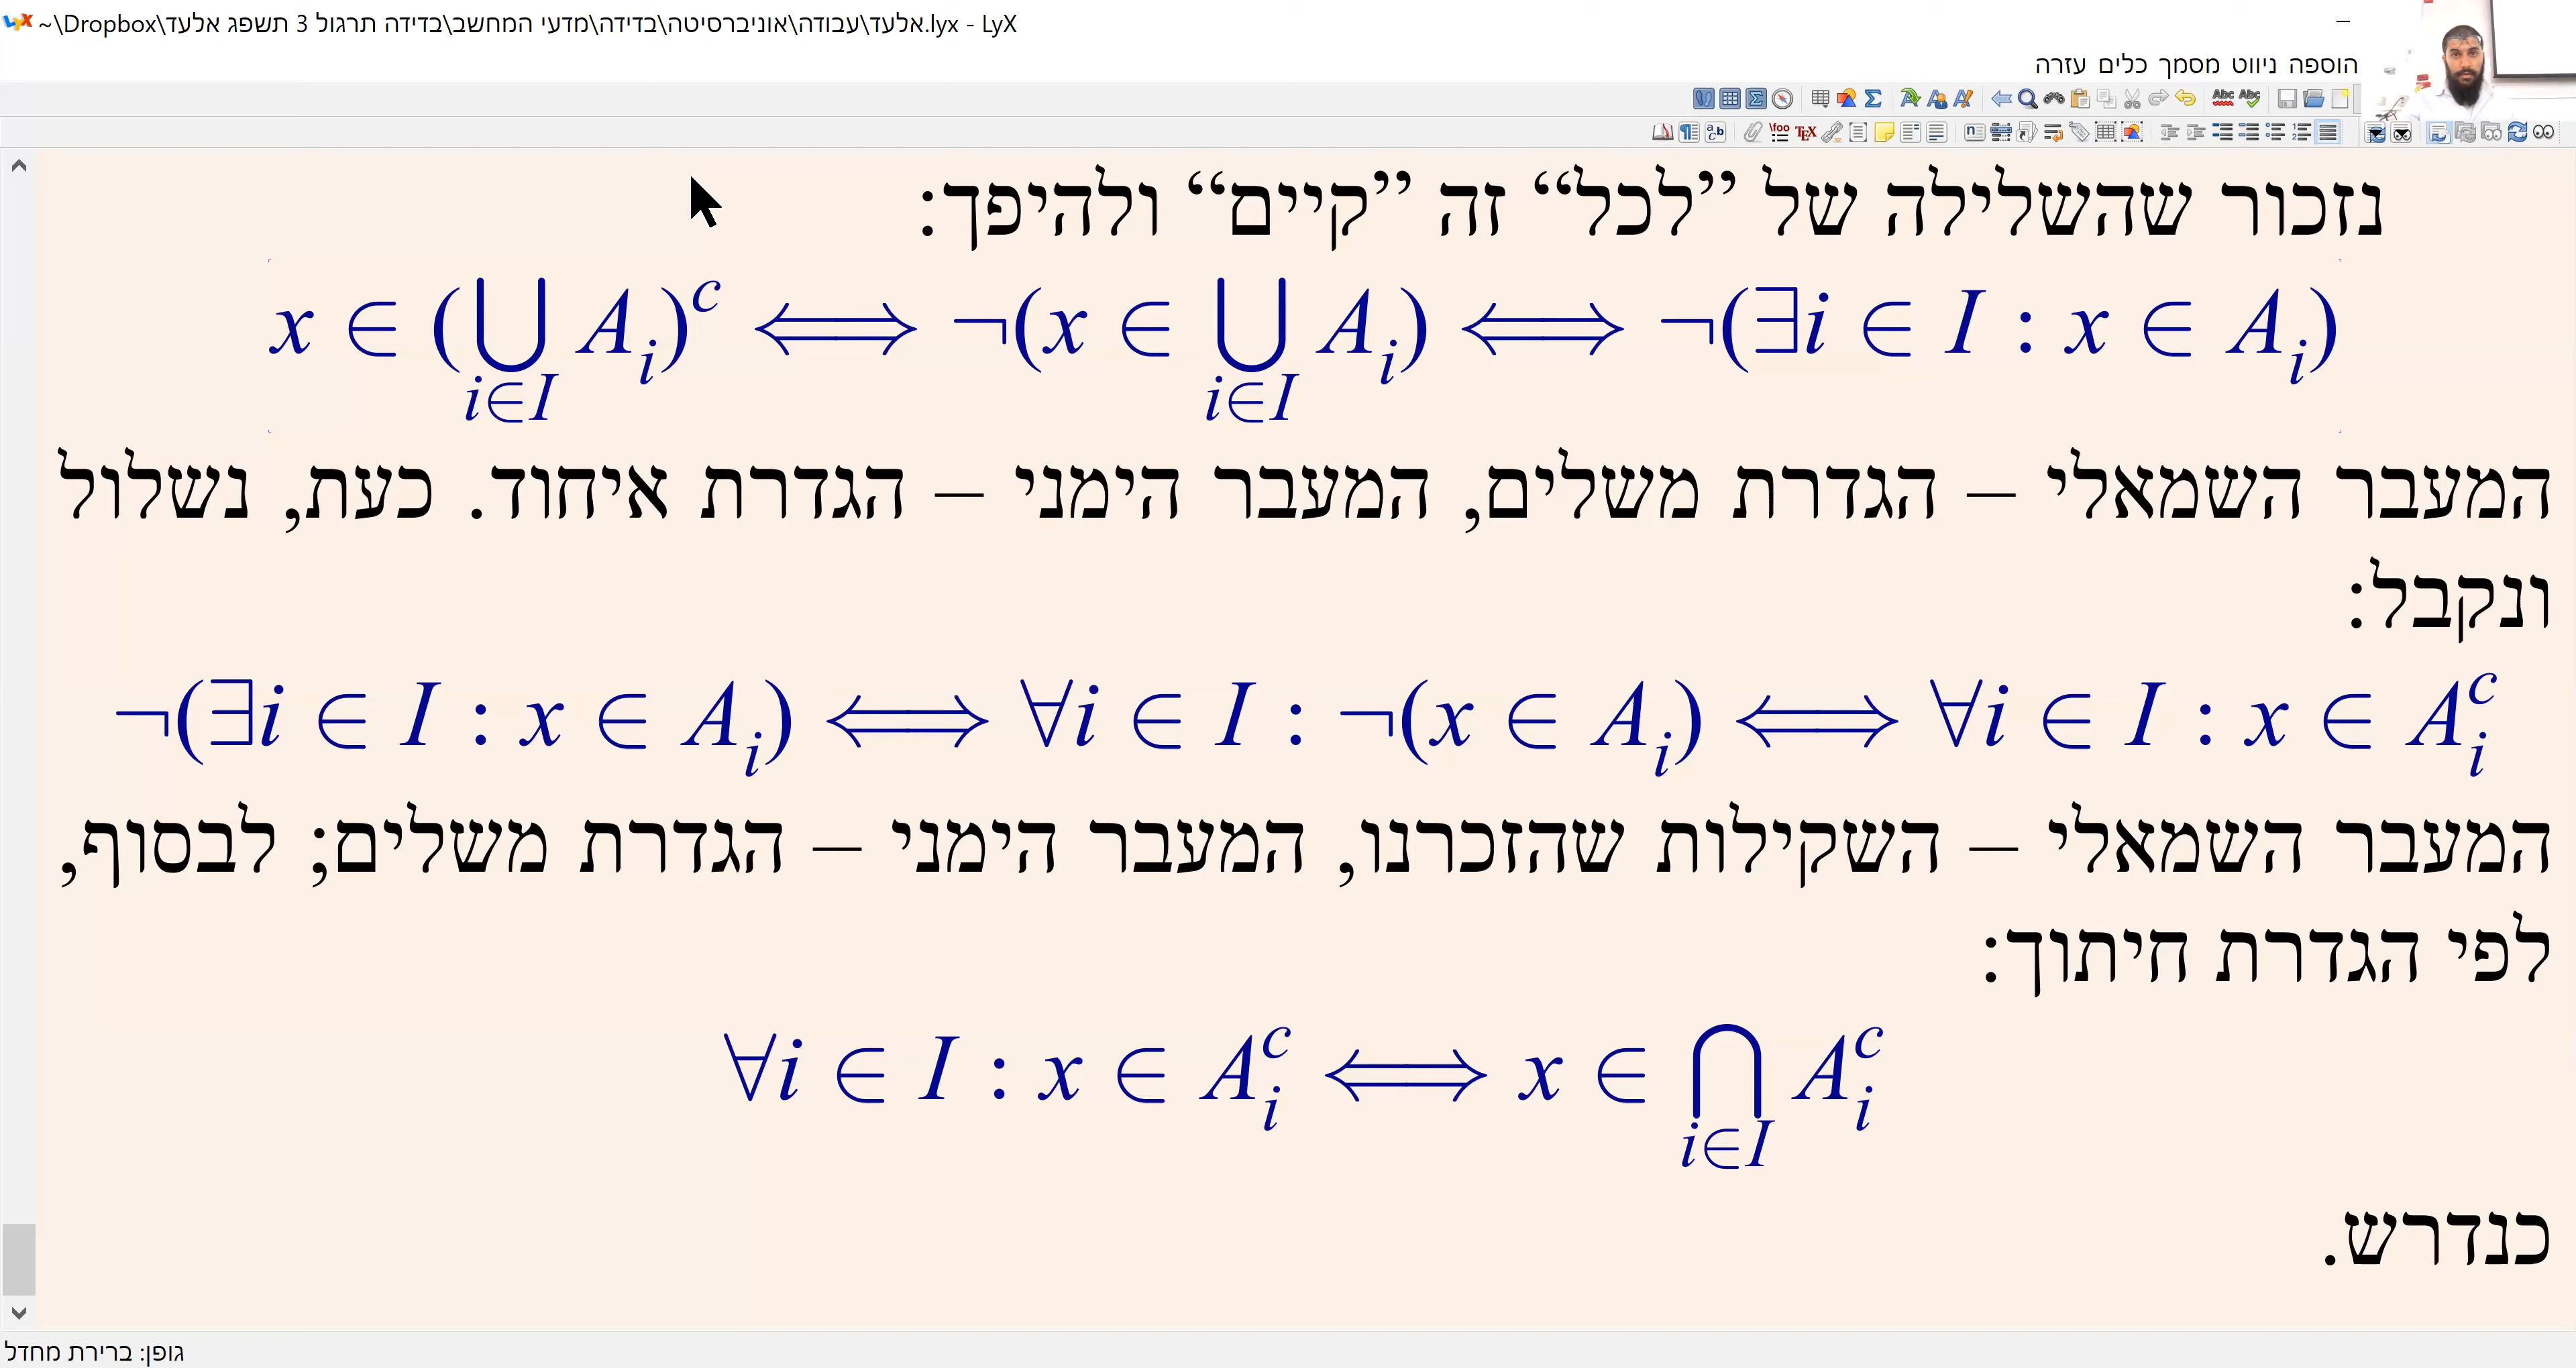 ~\Dropbox\אלעד\עבודה\אוניברסיטה\בדידה\מדעי המחשב\בדידה תרגול 3 תשפג אלעד.lyx - LyX
הוספה ניווט מסמך כלים עזרה
נזכור שהשלילה של ”לכל“ זה ”קיים“ ולהיפך:
x ∈ (⋃_{i∈I} A_i)^c ⟺ ¬(x ∈ ⋃_{i∈I} A_i) ⟺ ¬(∃i ∈ I : x ∈ A_i)
המעבר השמאלי – הגדרת משלים, המעבר הימני – הגדרת איחוד. כעת, נשלול
ונקבל:
¬(∃i ∈ I : x ∈ A_i) ⟺ ∀i ∈ I : ¬(x ∈ A_i) ⟺ ∀i ∈ I : x ∈ A_i^c
המעבר השמאלי – השקילות שהזכרנו, המעבר הימני – הגדרת משלים; לבסוף,
לפי הגדרת חיתוך:
∀i ∈ I : x ∈ A_i^c ⟺ x ∈ ⋂_{i∈I} A_i^c
כנדרש.
גופן: ברירת מחדל